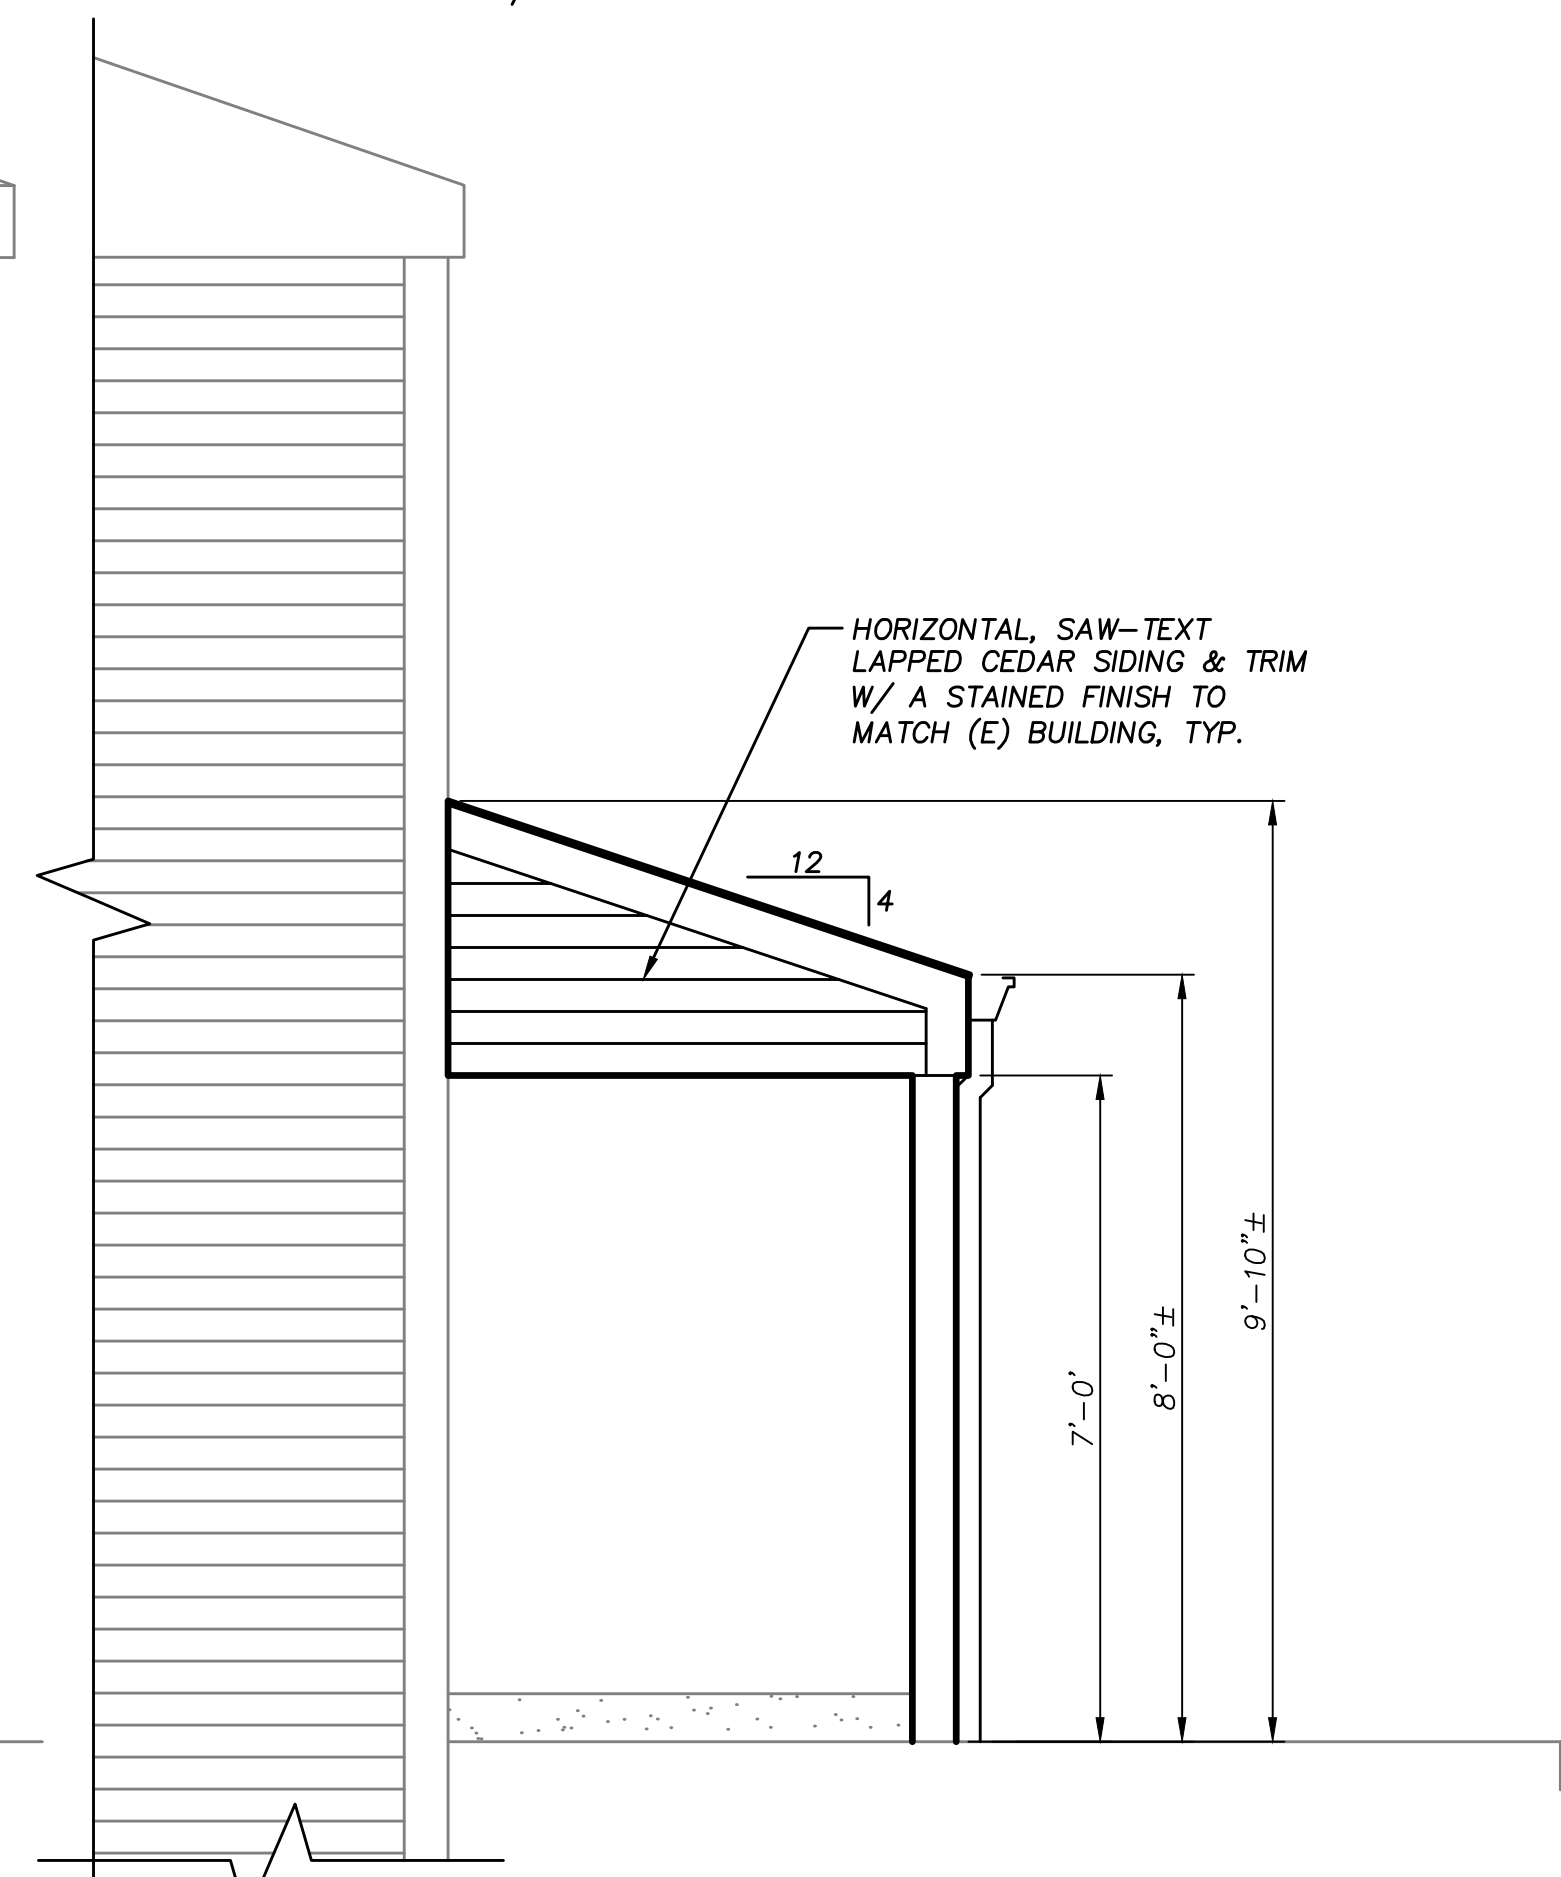 HORIZONTAL, SAW-TEXT
LAPPED CEDAR SIDING & TRIM
W/ A STAINED FINISH TO
MATCH (E) BUILDING, TYP.
12
4
7'-0'
8'-0"±
9'-10"±